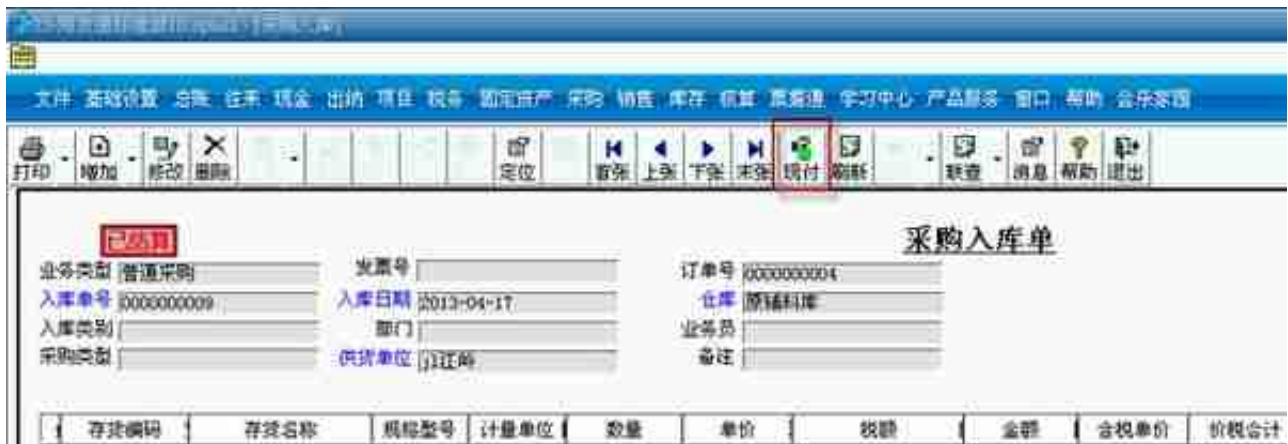 文件 基础设置 总账 往来 现金 出纳 项目 税务 固定资产 采购 销售 库存 核算 票据通 学习中心 产品服务 窗口 帮助 会乐家园
打印 增加 修改 删除 定位 首张 上张 下张 末张 现付 刷新 联查 消息 帮助 退出
采购入库单
业务类型 普通采购 发票号 订单号 0000000004
入库单号 0000000009 入库日期 2013-04-17 仓库 原辅料库
入库类别 部门 业务员
采购类型 供货单位 备注
存货编码 存货名称 规格型号 计量单位 数量 单价 税额 金额 含税单价 价税合计